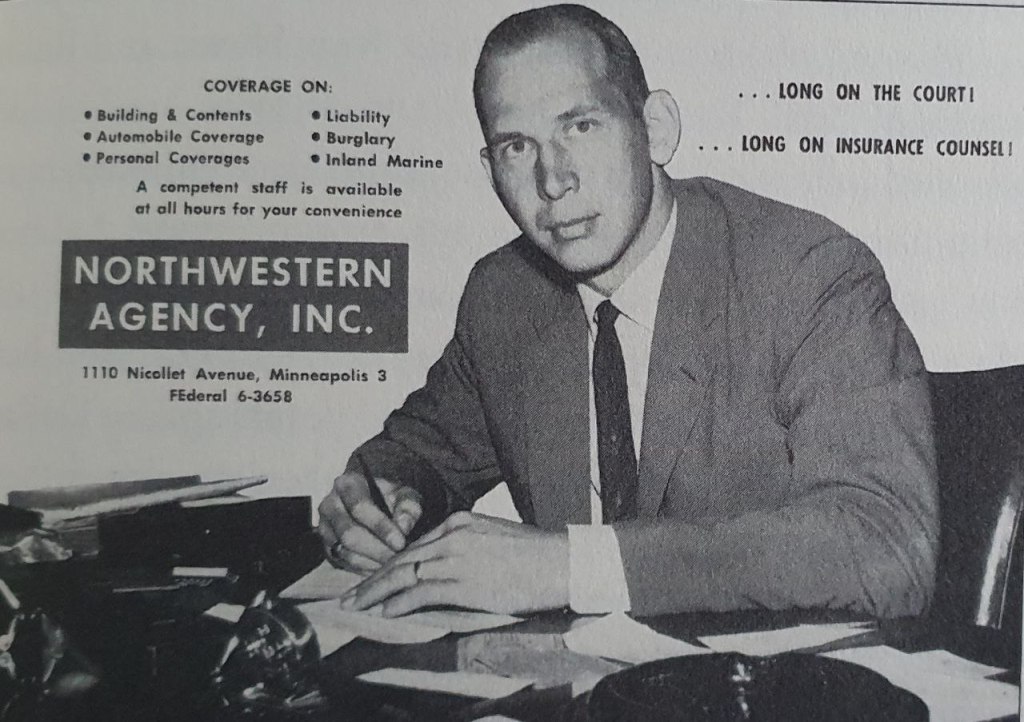 COVERAGE ON:
• Building & Contents
• Automobile Coverage
• Personal Coverages
• Liability
• Burglary
• Inland Marine
A competent staff is available
at all hours for your convenience
NORTHWESTERN
AGENCY, INC.
1110 Nicollet Avenue, Minneapolis 3
FEderal 6-3658
...LONG ON THE COURT!
...LONG ON INSURANCE COUNSEL!